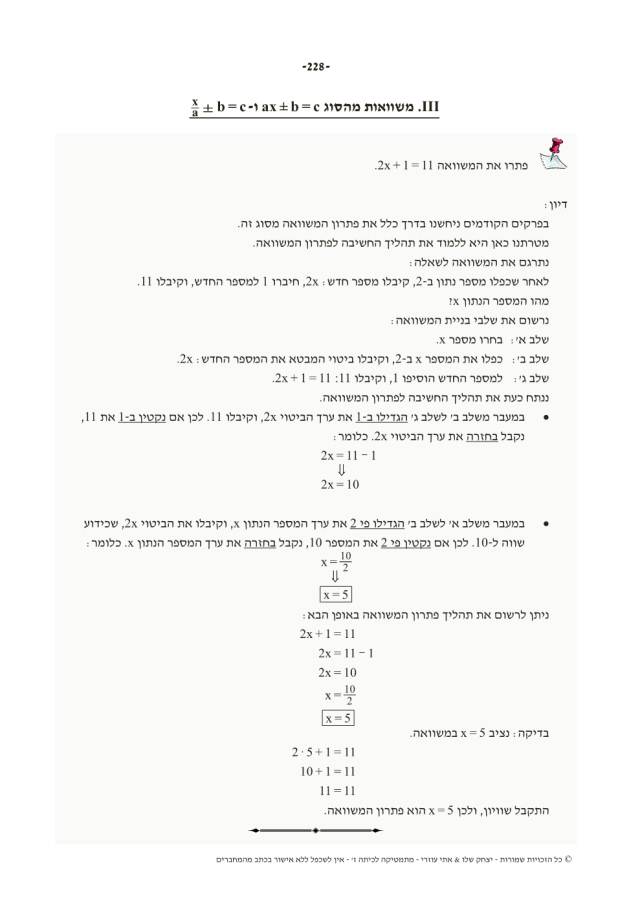 -228-
III. משוואות מהסוג ax ± b = c ו- x/a ± b = c
פתרו את המשוואה 2x + 1 = 11.
דיון:
בפרקים הקודמים ניחשנו בדרך כלל את פתרון המשוואה מסוג זה.
מטרתנו כאן היא ללמוד את תהליך החשיבה לפתרון המשוואה.
נתרגם את המשוואה לשאלה:
לאחר שכפלו מספר נתון ב-2, קיבלו מספר חדש: 2x, חיברו 1 למספר החדש, וקיבלו 11.
מהו המספר הנתון x?
נרשום את שלבי בניית המשוואה:
שלב א׳: בחרו מספר x.
שלב ב׳: כפלו את המספר x ב-2, וקיבלו ביטוי המבטא את המספר החדש: 2x.
שלב ג׳: למספר החדש הוסיפו 1, וקיבלו 11: 2x + 1 = 11.
ננתח כעת את תהליך החשיבה לפתרון המשוואה.
• במעבר משלב ב׳ לשלב ג׳ הגדילו ב-1 את ערך הביטוי 2x, וקיבלו 11. לכן אם נקטין ב-1 את 11,
נקבל בחזרה את ערך הביטוי 2x. כלומר:
2x = 11 − 1
⇓
2x = 10
• במעבר משלב א׳ לשלב ב׳ הגדילו פי 2 את ערך המספר הנתון x, וקיבלו את הביטוי 2x, שכידוע
שווה ל-10. לכן אם נקטין פי 2 את המספר 10, נקבל בחזרה את ערך המספר הנתון x. כלומר:
x = 10/2
⇓
x = 5
ניתן לרשום את תהליך פתרון המשוואה באופן הבא:
2x + 1 = 11
2x = 11 − 1
2x = 10
x = 10/2
x = 5
בדיקה: נציב x = 5 במשוואה.
2 · 5 + 1 = 11
10 + 1 = 11
11 = 11
התקבל שוויון, ולכן x = 5 הוא פתרון המשוואה.
© כל הזכויות שמורות - יצחק שלו & אתי עוזרי - מתמטיקה לכיתה ז׳ - אין לשכפל ללא אישור בכתב מהמחברים